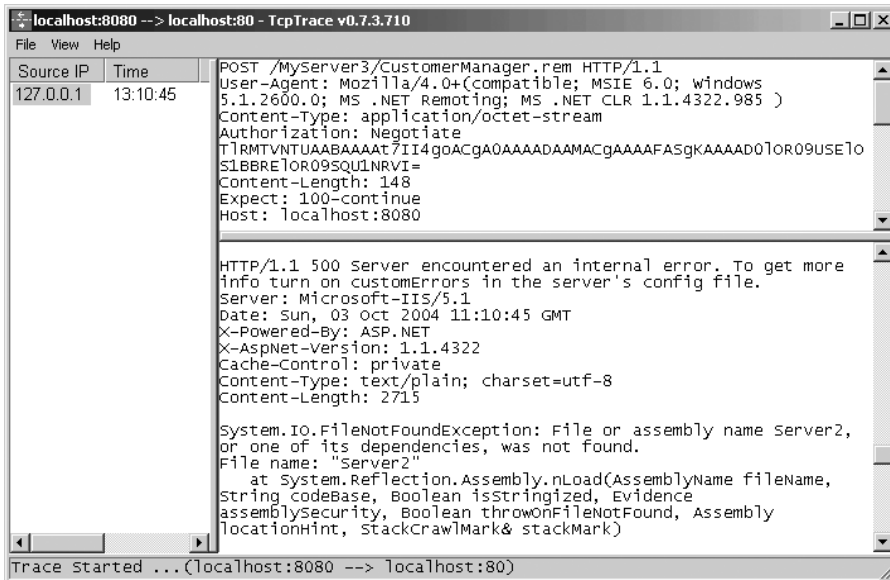 localhost:8080 --> localhost:80 - TcpTrace v0.7.3.710
File View Help
Source IP Time
127.0.0.1 13:10:45
POST /MyServer3/CustomerManager.rem HTTP/1.1
User-Agent: Mozilla/4.0+(compatible; MSIE 6.0; Windows
5.1.2600.0; MS .NET Remoting; MS .NET CLR 1.1.4322.985 )
Content-Type: application/octet-stream
Authorization: Negotiate
TlRMTVNTUAABAAAAt7II4goACgA0AAAADAAMACgAAAAFASgKAAAAD0lOR09USElO
S1BBRElOR09SQU1NRVI=
Content-Length: 148
Expect: 100-continue
Host: localhost:8080
HTTP/1.1 500 Server encountered an internal error. To get more
info turn on customErrors in the server's config file.
Server: Microsoft-IIS/5.1
Date: Sun, 03 Oct 2004 11:10:45 GMT
X-Powered-By: ASP.NET
X-AspNet-Version: 1.1.4322
Cache-Control: private
Content-Type: text/plain; charset=utf-8
Content-Length: 2715
System.IO.FileNotFoundException: File or assembly name Server2,
or one of its dependencies, was not found.
File name: "Server2"
at System.Reflection.Assembly.nLoad(AssemblyName fileName,
String codeBase, Boolean isStringized, Evidence
assemblySecurity, Boolean throwOnFileNotFound, Assembly
locationHint, StackCrawlMark& stackMark)
Trace Started ...(localhost:8080 --> localhost:80)